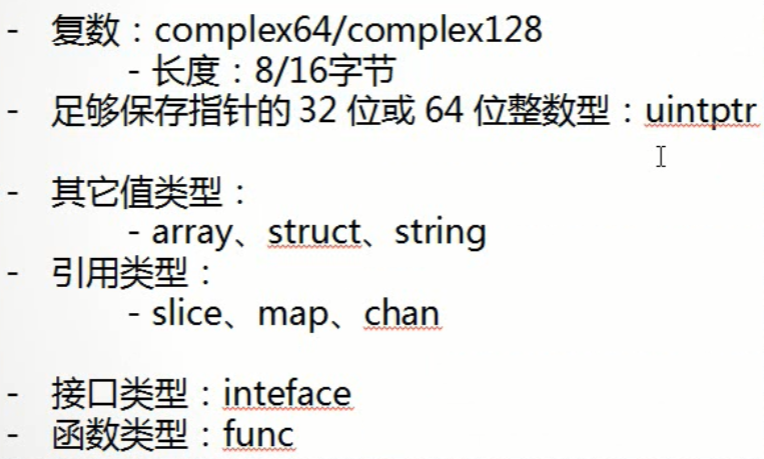 - 复数：complex64/complex128
- 长度：8/16字节
- 足够保存指针的 32 位或 64 位整数型：uintptr
- 其它值类型：
- array、struct、string
- 引用类型：
- slice、map、chan
- 接口类型：inteface
- 函数类型：func